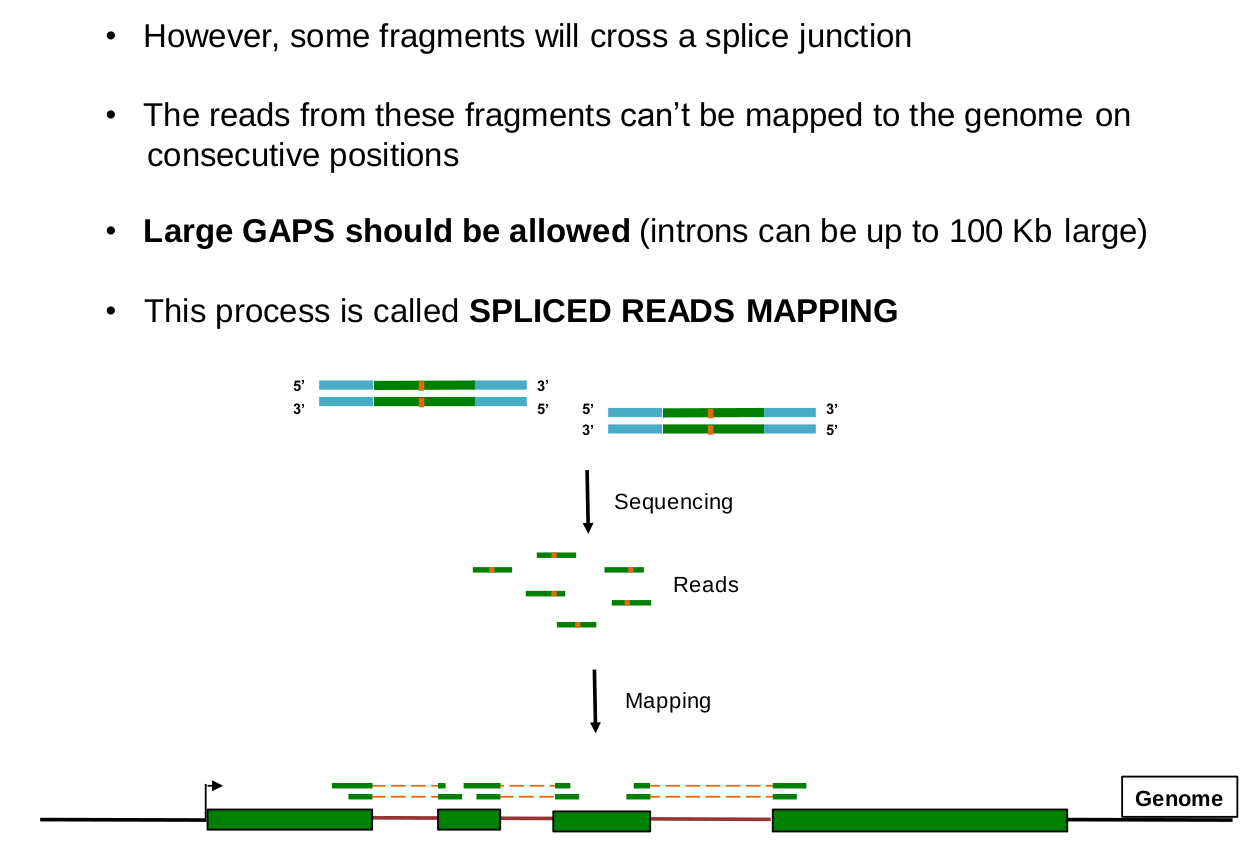 • However, some fragments will cross a splice junction
• The reads from these fragments can’t be mapped to the genome on
consecutive positions
• Large GAPS should be allowed (introns can be up to 100 Kb large)
• This process is called SPLICED READS MAPPING
5’ 3’
3’ 5’
5’ 3’
3’ 5’
Sequencing
Reads
Mapping
Genome